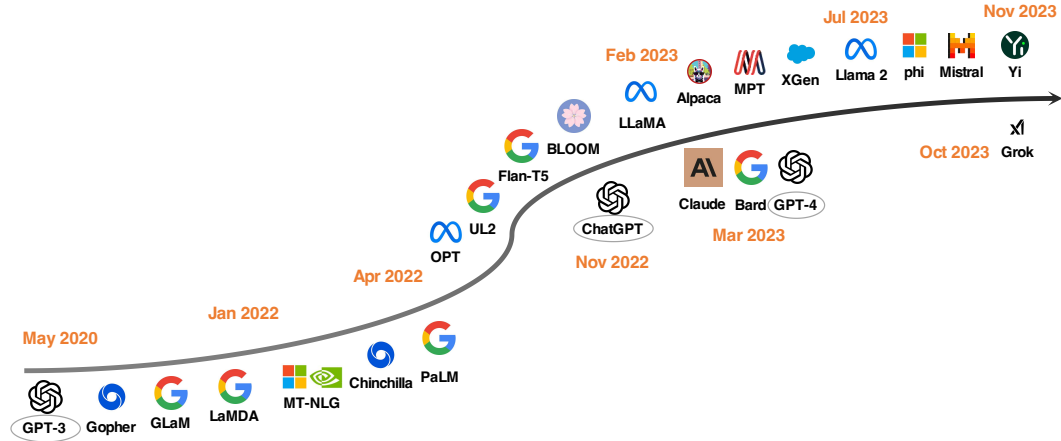 Nov 2023
Jul 2023
Feb 2023
Llama 2
phi
Mistral
Yi
XGen
MPT
Alpaca
LLaMA
BLOOM
Flan-T5
Oct 2023
Grok
Claude
Bard
GPT-4
UL2
ChatGPT
Mar 2023
OPT
Nov 2022
Apr 2022
Jan 2022
May 2020
PaLM
Chinchilla
MT-NLG
LaMDA
GLaM
Gopher
GPT-3